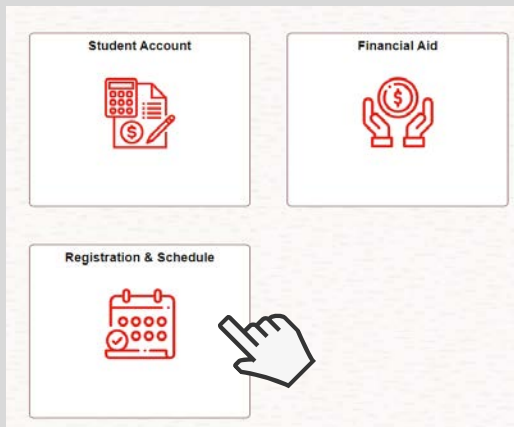 Student Account
Financial Aid
Registration & Schedule